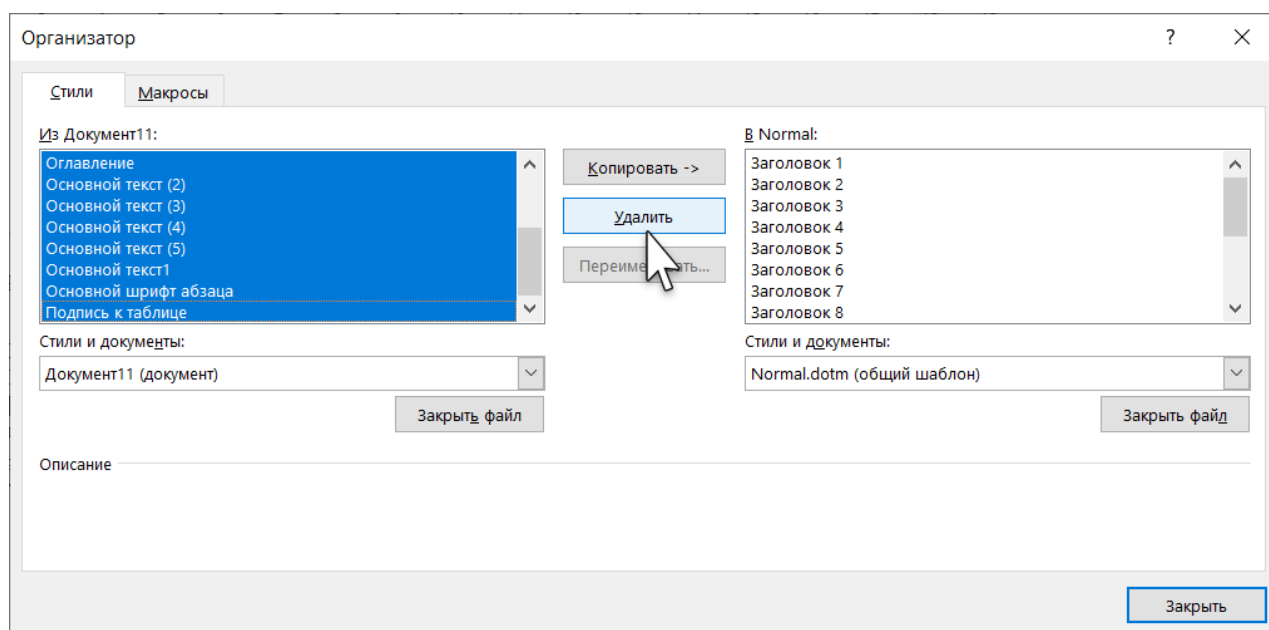 Организатор
?
Стили
Макросы
Из Документ11:
Оглавление
Основной текст (2)
Основной текст (3)
Основной текст (4)
Основной текст (5)
Основной текст1
Основной шрифт абзаца
Подпись к таблице
Стили и документы:
Документ11 (документ)
Закрыть файл
Копировать ->
Удалить
В Normal:
Заголовок 1
Заголовок 2
Заголовок 3
Заголовок 4
Заголовок 5
Заголовок 6
Заголовок 7
Заголовок 8
Стили и документы:
Normal.dotm (общий шаблон)
Закрыть файл
Описание
Закрыть